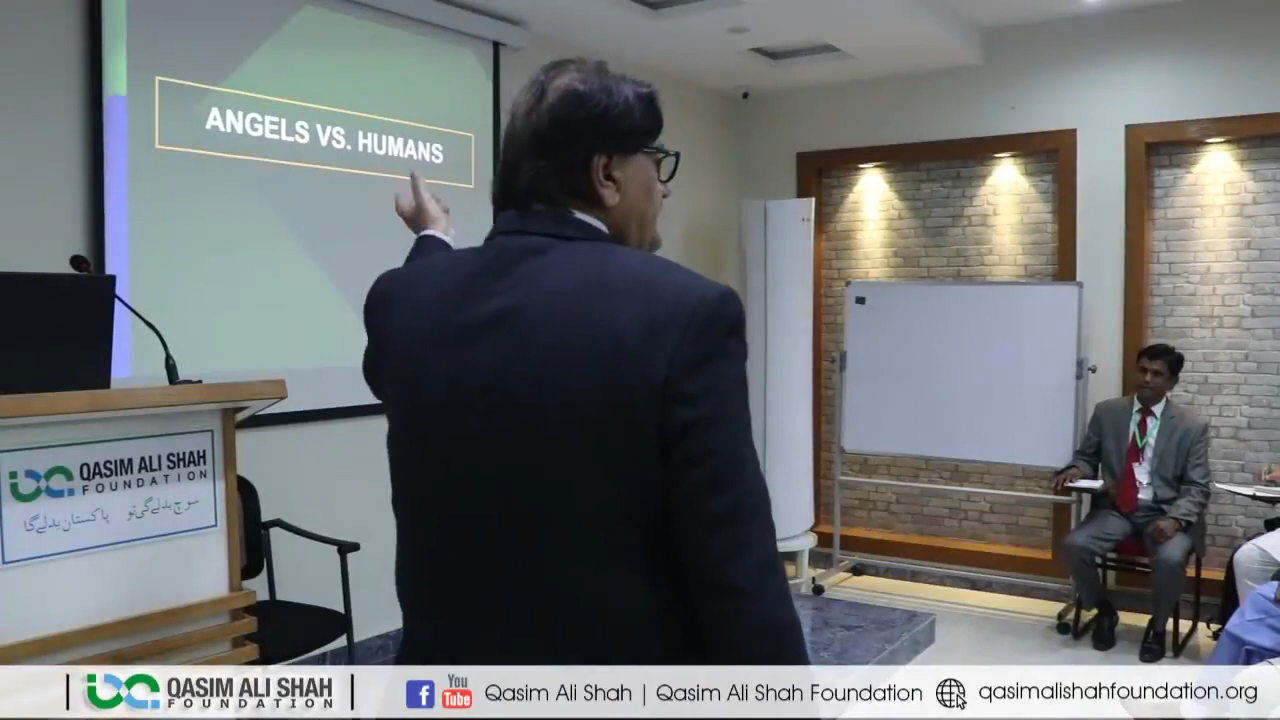 ANGELS VS. HUMANS
QASIM ALI SHAH
FOUNDATION
سوچ بدلے گی تو پاکستان بدلے گا
QASIM ALI SHAH
FOUNDATION
f
You
Tube
Qasim Ali Shah | Qasim Ali Shah Foundation
qasimalishahfoundation.org